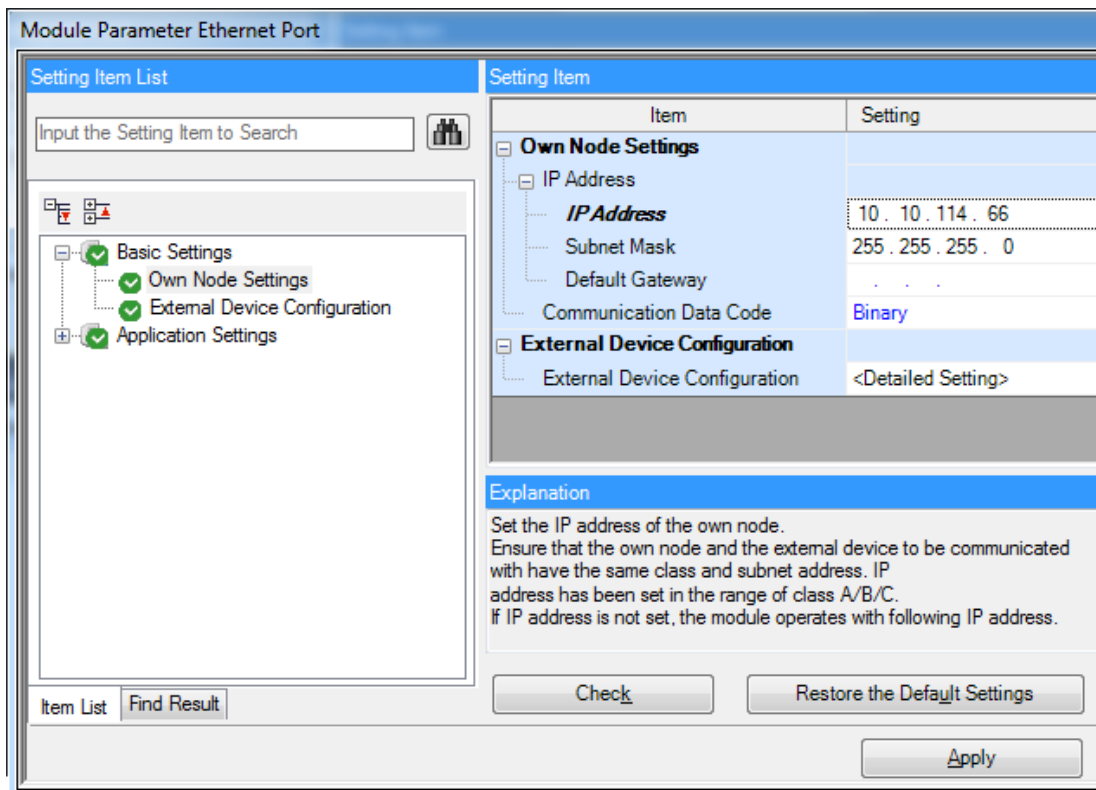 Module Parameter Ethernet Port
Setting Item List
Input the Setting Item to Search
Basic Settings
Own Node Settings
External Device Configuration
Application Settings
Item List
Find Result
Setting Item
Item Setting
Own Node Settings
IP Address
IP Address 10 . 10 . 114 . 66
Subnet Mask 255 . 255 . 255 . 0
Default Gateway . . .
Communication Data Code Binary
External Device Configuration
External Device Configuration <Detailed Setting>
Explanation
Set the IP address of the own node.
Ensure that the own node and the external device to be communicated
with have the same class and subnet address. IP
address has been set in the range of class A/B/C.
If IP address is not set, the module operates with following IP address.
Check
Restore the Default Settings
Apply